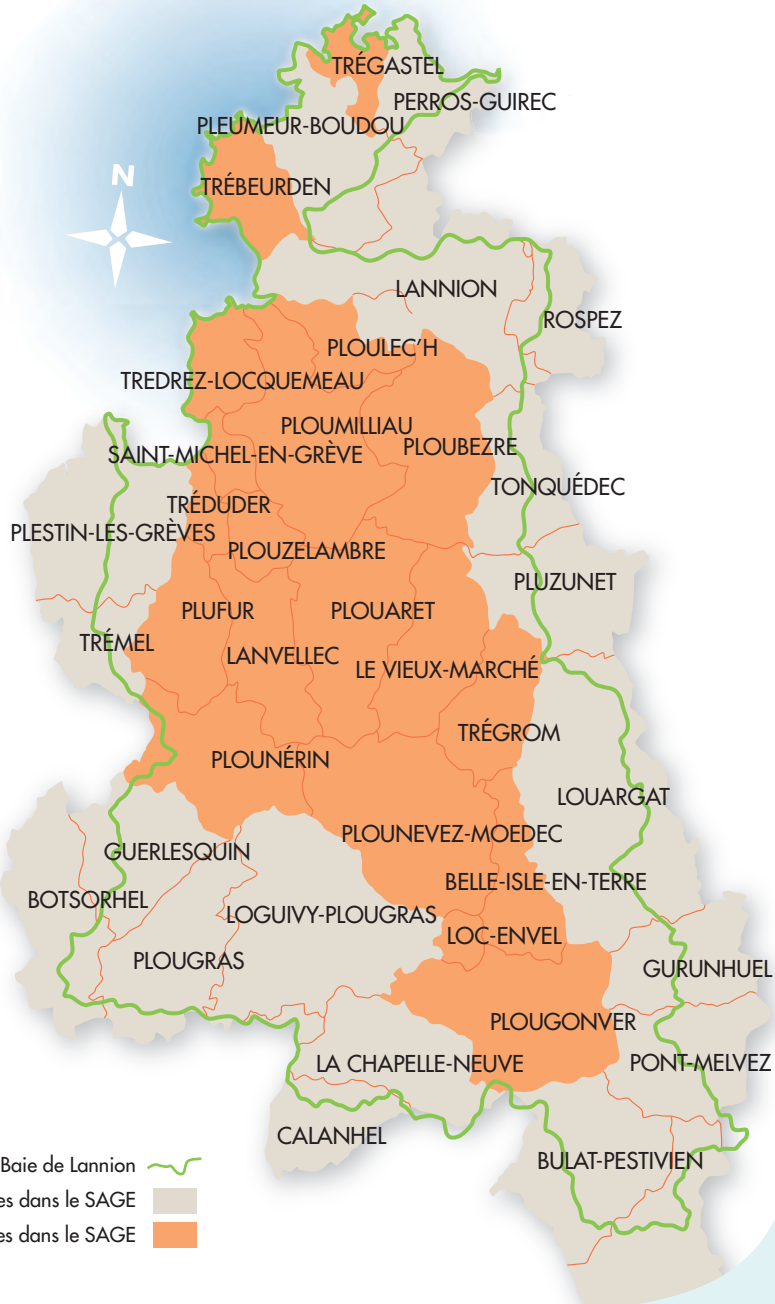 TRÉGASTEL
PERROS-GUIREC
PLEUMEUR-BOUDOU
TRÉBEURDEN
N
LANNION
ROSPEZ
PLOULEC'H
TREDREZ-LOCQUEMEAU
PLOUMILLIAU
PLOUBEZRE
SAINT-MICHEL-EN-GRÈVE
TONQUÉDEC
TRÉDUDER
PLESTIN-LES-GRÈVES
PLOUZELAMBRE
PLUZUNET
PLUFUR
PLOUARET
TRÉMEL
LANVELLEC
LE VIEUX-MARCHÉ
TRÉGROM
PLOUNÉRIN
LOUARGAT
PLOUNEVEZ-MOEDEC
GUERLESQUIN
BELLE-ISLE-EN-TERRE
BOTSORHEL
LOGUIVY-PLOUGRAS
LOC-ENVEL
PLOUGRAS
GURUNHUEL
PLOUGONVER
LA CHAPELLE-NEUVE
PONT-MELVEZ
CALANHEL
BULAT-PESTIVIEN
Baie de Lannion
es dans le SAGE
es dans le SAGE